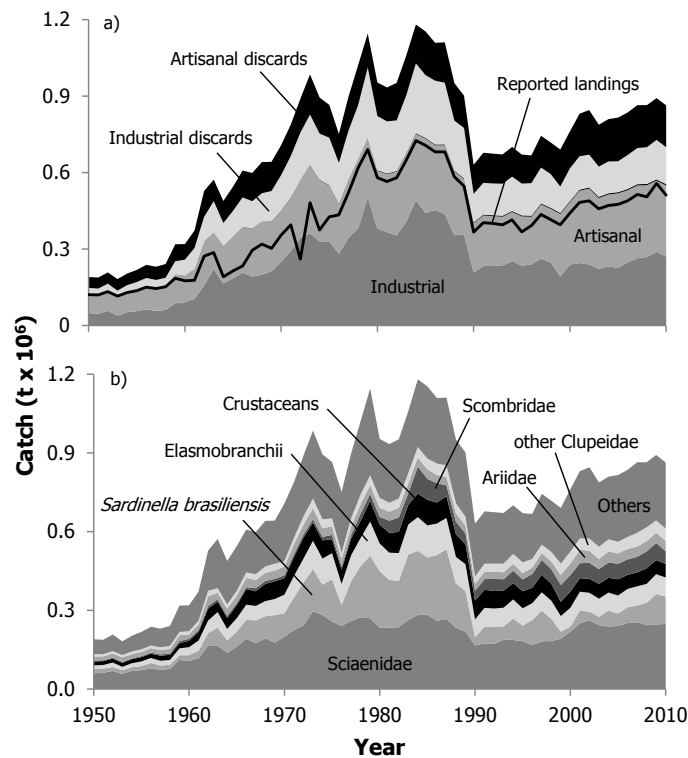 1.2
a)
Artisanal discards
0.9
Reported landings
Industrial discards
0.6
Artisanal
0.3
Industrial
0
Catch (t x 10⁶)
1.2
b)
Crustaceans
Scombridae
0.9
Elasmobranchii
other Clupeidae
Ariidae
Sardinella brasiliensis
Others
0.6
0.3
Sciaenidae
0.0
1950 1960 1970 1980 1990 2000 2010
Year